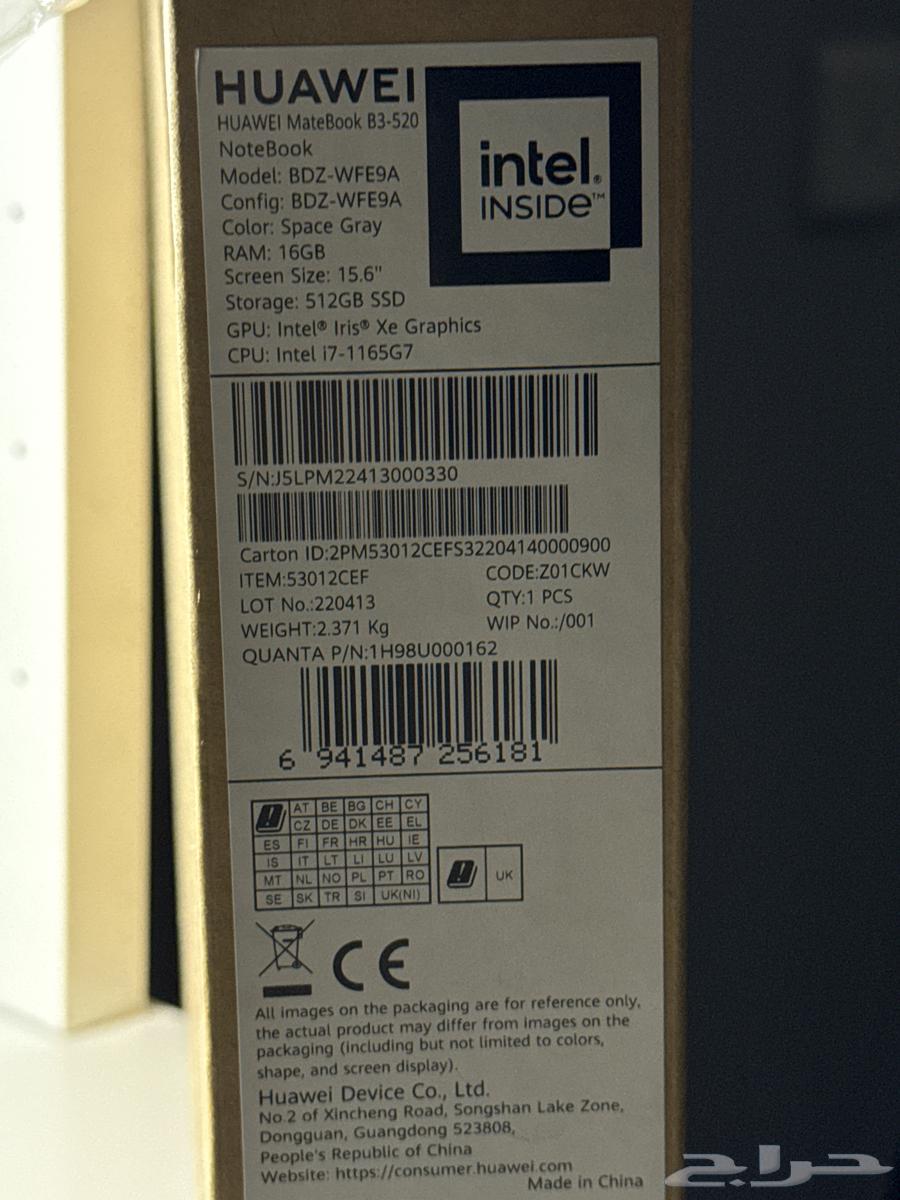 HUAWEI
HUAWEI MateBook B3-520
NoteBook
Model: BDZ-WFE9A
Config: BDZ-WFE9A
Color: Space Gray
RAM: 16GB
Screen Size: 15.6"
Storage: 512GB SSD
GPU: Intel® Iris® Xe Graphics
CPU: Intel i7-1165G7
intel®
INSIDe™
S/N:J5LPM22413000330
Carton ID:2PM53012CEFS32204140000900
ITEM:53012CEF CODE:Z01CKW
LOT No.:220413 QTY:1 PCS
WEIGHT:2.371 Kg WIP No.:/001
QUANTA P/N:1H98U000162
6 941487 256181
AT BE BG CH CY
CZ DE DK EE EL
ES FI FR HR HU IE
IS IT LT LI LU LV
MT NL NO PL PT RO
SE SK TR SI UK(NI)
UK
CE
All images on the packaging are for reference only,
the actual product may differ from images on the
packaging (including but not limited to colors,
shape, and screen display).
Huawei Device Co., Ltd.
No.2 of Xincheng Road, Songshan Lake Zone,
Dongguan, Guangdong 523808,
People's Republic of China
Website: https://consumer.huawei.com
Made in China
حراج